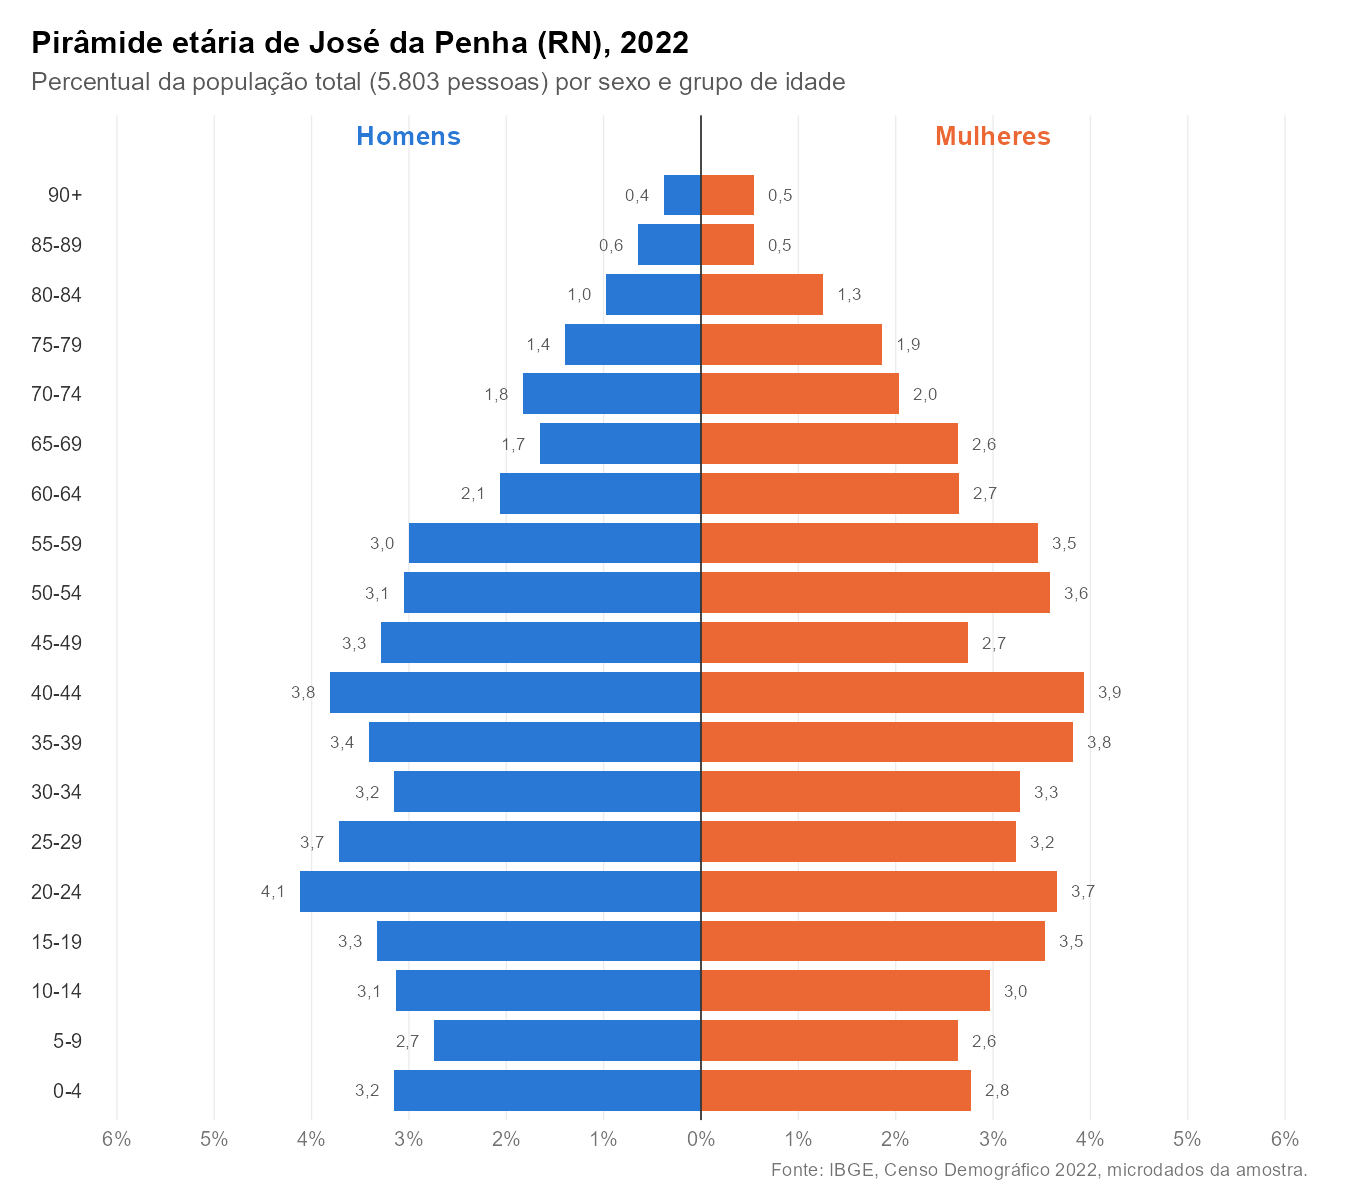 Pirâmide etária de José da Penha (RN), 2022
Percentual da população total (5.803 pessoas) por sexo e grupo de idade
Homens Mulheres
90+ 0,4 0,5
85-89 0,6 0,5
80-84 1,0 1,3
75-79 1,4 1,9
70-74 1,8 2,0
65-69 1,7 2,6
60-64 2,1 2,7
55-59 3,0 3,5
50-54 3,1 3,6
45-49 3,3 2,7
40-44 3,8 3,9
35-39 3,4 3,8
30-34 3,2 3,3
25-29 3,7 3,2
20-24 4,1 3,7
15-19 3,3 3,5
10-14 3,1 3,0
5-9 2,7 2,6
0-4 3,2 2,8
6% 5% 4% 3% 2% 1% 0% 1% 2% 3% 4% 5% 6%
Fonte: IBGE, Censo Demográfico 2022, microdados da amostra.